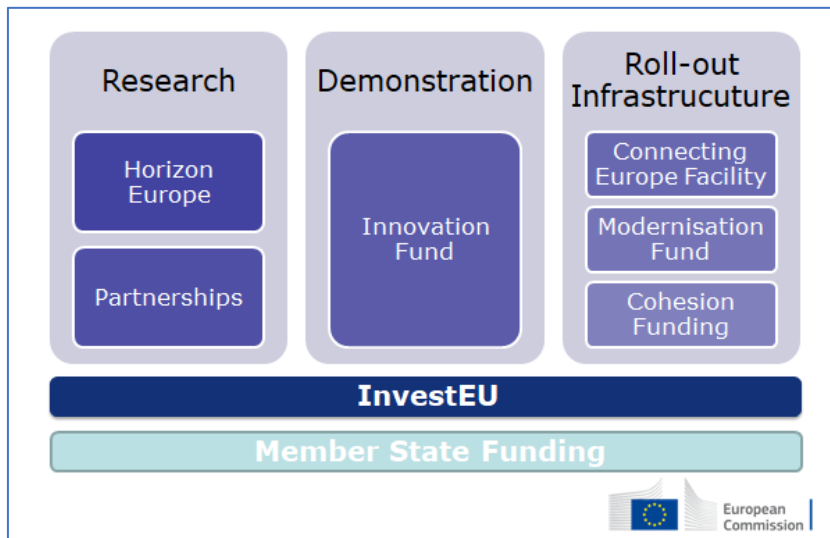 Research
Horizon
Europe
Partnerships
Demonstration
Innovation
Fund
Roll-out
Infrastrucuture
Connecting
Europe Facility
Modernisation
Fund
Cohesion
Funding
InvestEU
Member State Funding
European
Commission